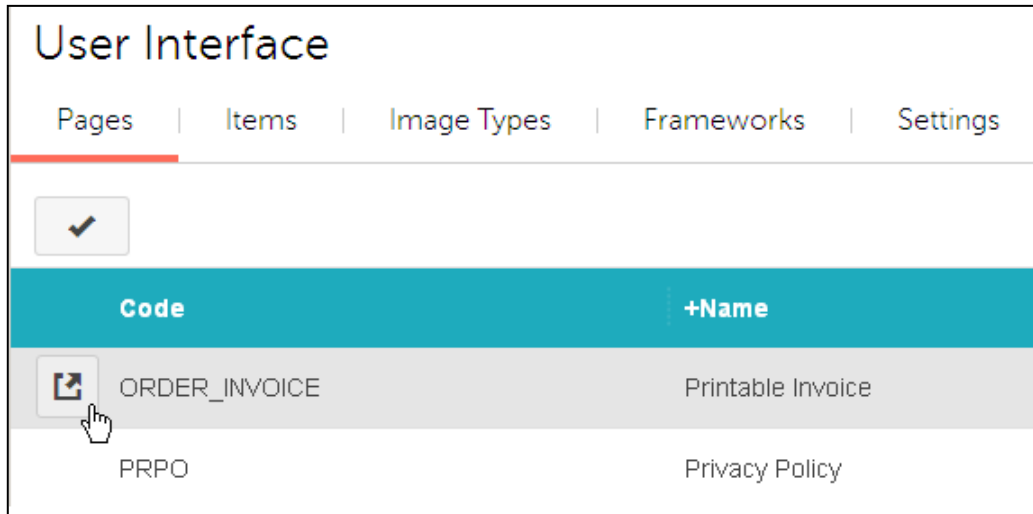 User Interface
Pages | Items | Image Types | Frameworks | Settings
Code +Name
ORDER_INVOICE Printable Invoice
PRPO Privacy Policy